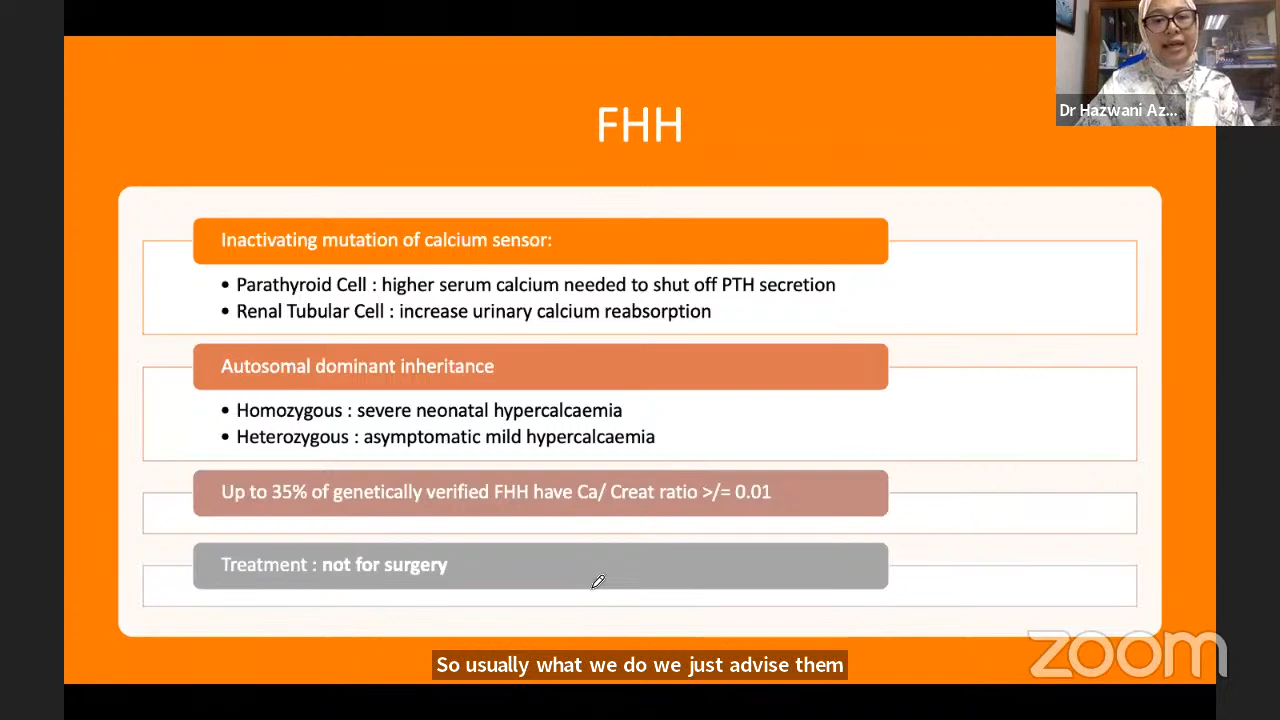 Dr Hazwani Az...
FHH
Inactivating mutation of calcium sensor:
• Parathyroid Cell : higher serum calcium needed to shut off PTH secretion
• Renal Tubular Cell : increase urinary calcium reabsorption
Autosomal dominant inheritance
• Homozygous : severe neonatal hypercalcaemia
• Heterozygous : asymptomatic mild hypercalcaemia
Up to 35% of genetically verified FHH have Ca/ Creat ratio >/= 0.01
Treatment : not for surgery
So usually what we do we just advise them
zoom